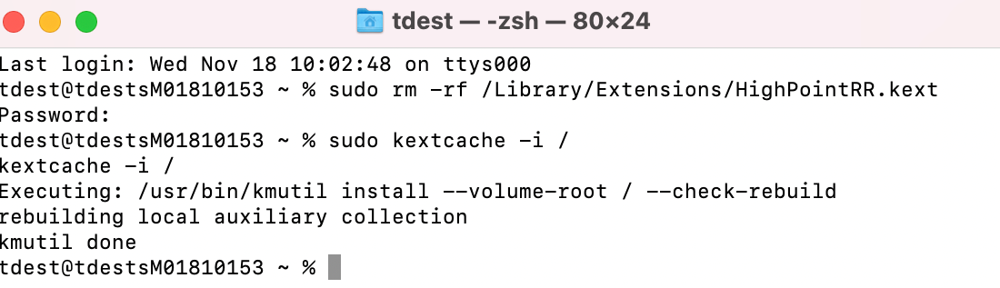 tdest — -zsh — 80×24
Last login: Wed Nov 18 10:02:48 on ttys000
tdest@tdestsM01810153 ~ % sudo rm -rf /Library/Extensions/HighPointRR.kext
Password:
tdest@tdestsM01810153 ~ % sudo kextcache -i /
kextcache -i /
Executing: /usr/bin/kmutil install --volume-root / --check-rebuild
rebuilding local auxiliary collection
kmutil done
tdest@tdestsM01810153 ~ %